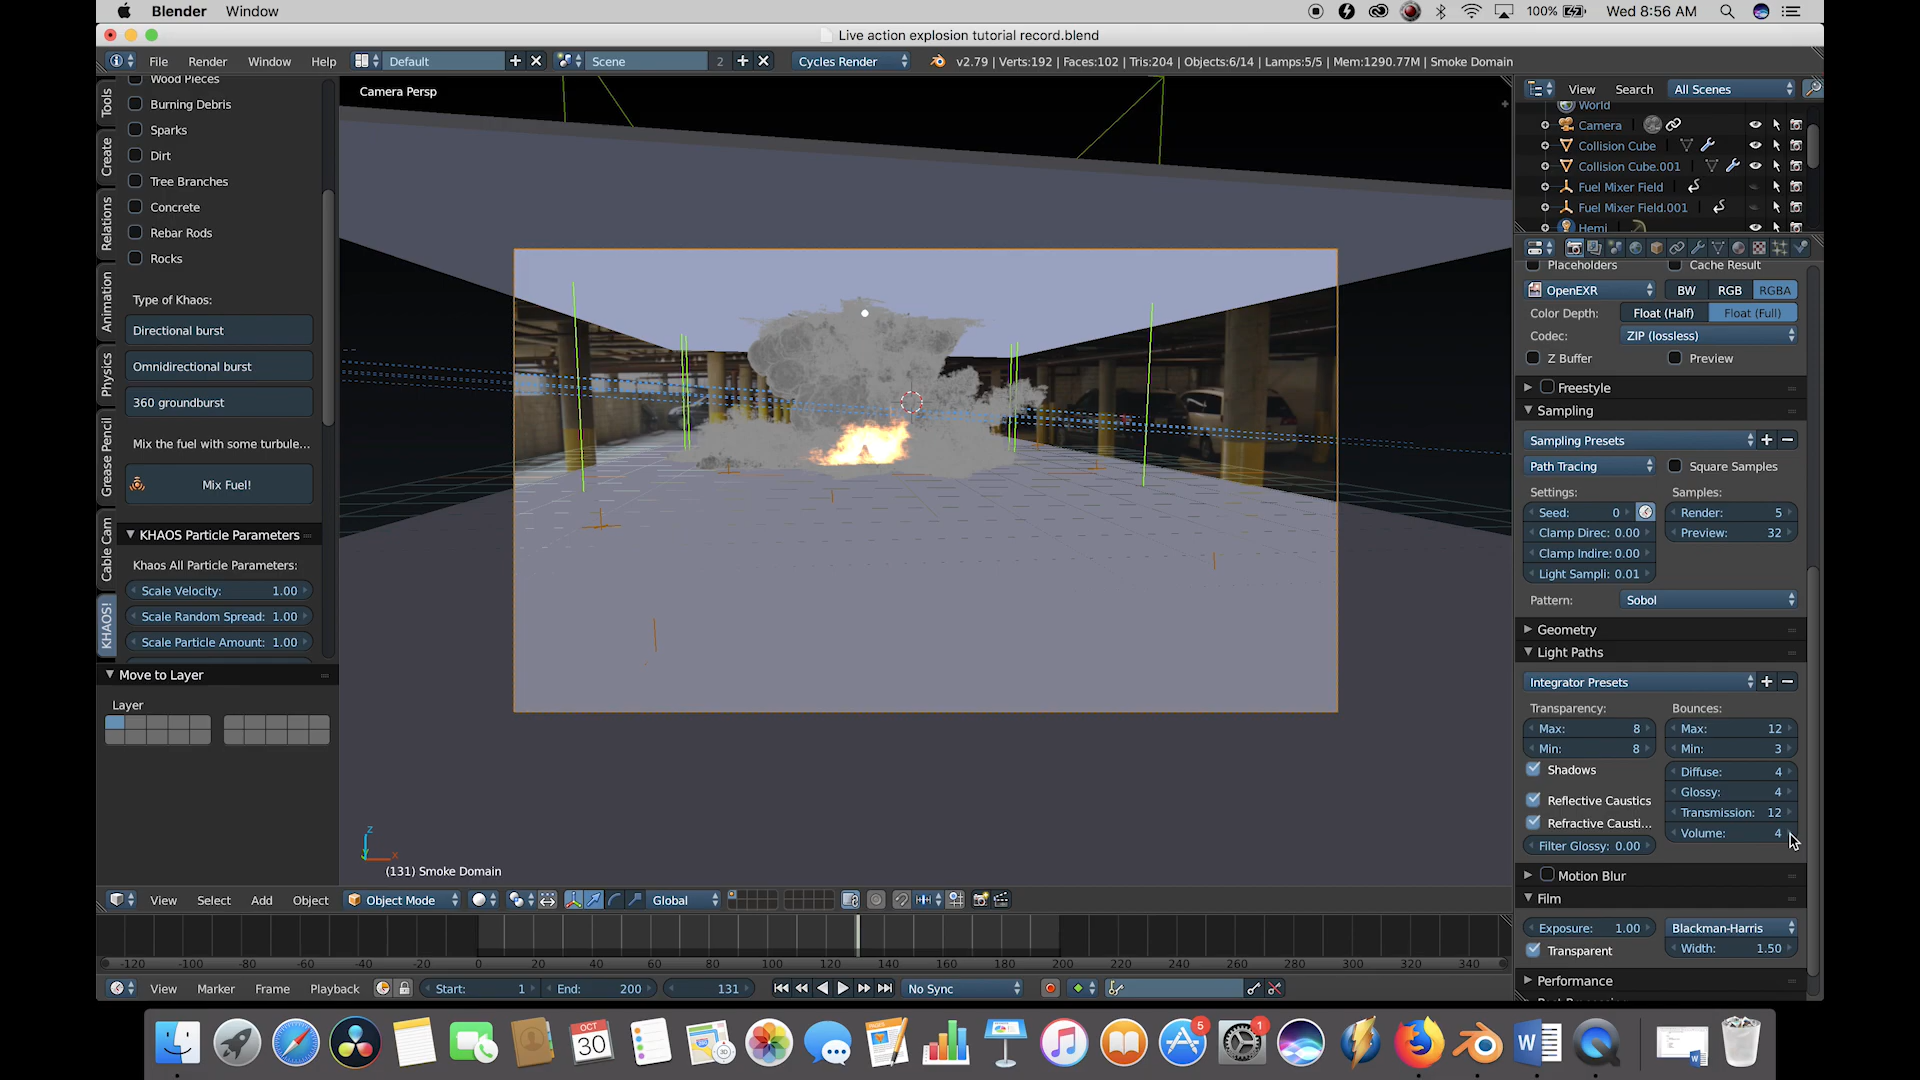 Blender Window 100% Wed 8:56 AM
Live action explosion tutorial record.blend
File Render Window Help Default Scene 2 Cycles Render v2.79 | Verts:192 | Faces:102 | Tris:204 | Objects:6/14 | Lamps:5/5 | Mem:1290.77M | Smoke Domain
Tools
Create
Relations
Animation
Physics
Grease Pencil
Cable Cam
KHAOS!
Wood Pieces
Burning Debris
Sparks
Dirt
Tree Branches
Concrete
Rebar Rods
Rocks
Type of Khaos:
Directional burst
Omnidirectional burst
360 groundburst
Mix the fuel with some turbule...
Mix Fuel!
KHAOS Particle Parameters
Khaos All Particle Parameters:
Scale Velocity: 1.00
Scale Random Spread: 1.00
Scale Particle Amount: 1.00
Move to Layer
Layer
Camera Persp
z
x
(131) Smoke Domain
View Search All Scenes
World
Camera
Collision Cube
Collision Cube.001
Fuel Mixer Field
Fuel Mixer Field.001
Hemi
Placeholders Cache Result
OpenEXR BW RGB RGBA
Color Depth: Float (Half) Float (Full)
Codec: ZIP (lossless)
Z Buffer Preview
Freestyle
Sampling
Sampling Presets
Path Tracing Square Samples
Settings: Samples:
Seed: 0 Render: 5
Clamp Direc: 0.00 Preview: 32
Clamp Indire: 0.00
Light Sampli: 0.01
Pattern: Sobol
Geometry
Light Paths
Integrator Presets
Transparency: Bounces:
Max: 8 Max: 12
Min: 8 Min: 3
Shadows Diffuse: 4
Reflective Caustics Glossy: 4
Refractive Causti... Transmission: 12
Filter Glossy: 0.00 Volume: 4
Motion Blur
Film
Exposure: 1.00 Blackman-Harris
Transparent Width: 1.50
Performance
View Select Add Object Object Mode Global
-120 -100 -80 -60 -40 -20 0 20 40 60 80 100 120 140 160 180 200 220 240 260 280 300 320 340
View Marker Frame Playback Start: 1 End: 200 131 No Sync
OCT
30
5
1